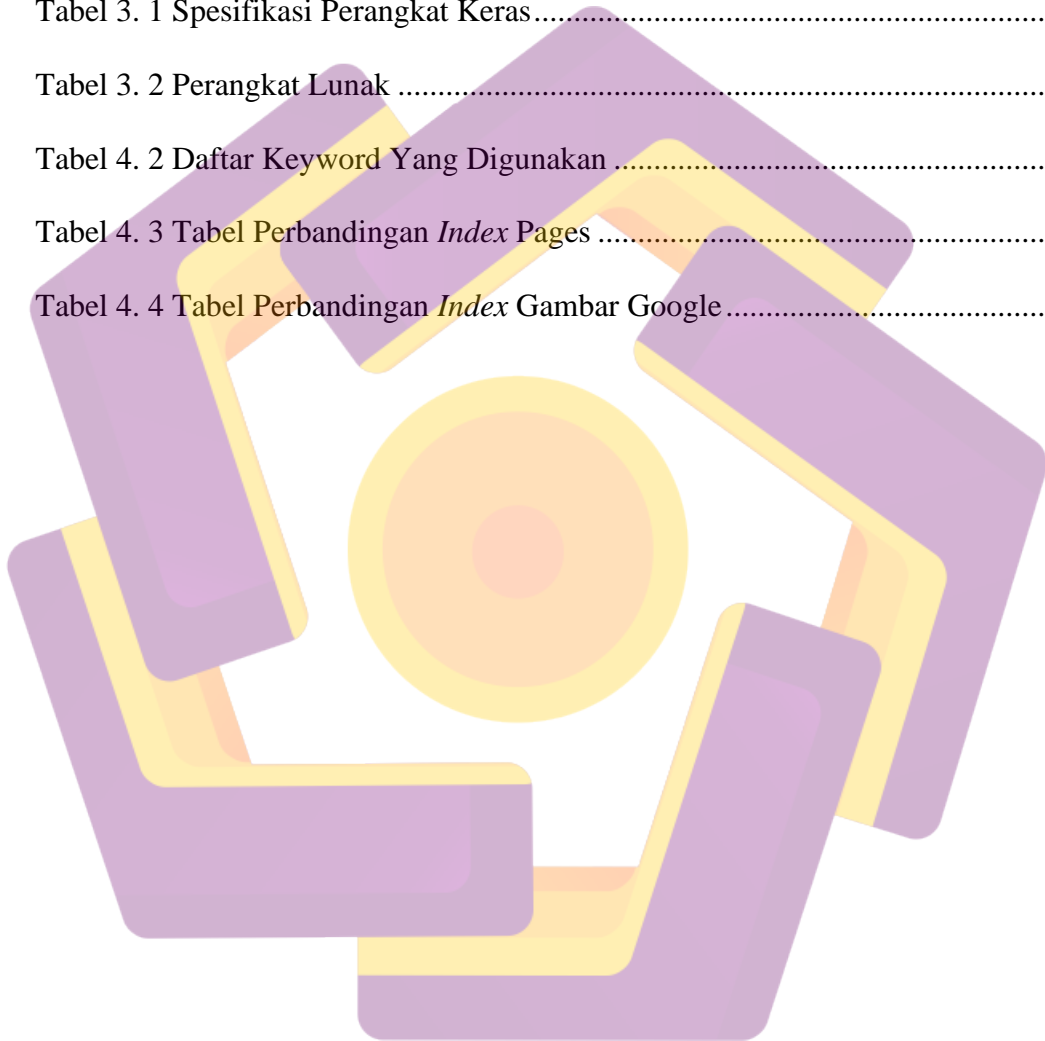 Tabel 3. 1 Spesifikasi Perangkat Keras................................................................
Tabel 3. 2 Perangkat Lunak .................................................................................
Tabel 4. 2 Daftar Keyword Yang Digunakan ......................................................
Tabel 4. 3 Tabel Perbandingan Index Pages ........................................................
Tabel 4. 4 Tabel Perbandingan Index Gambar Google........................................